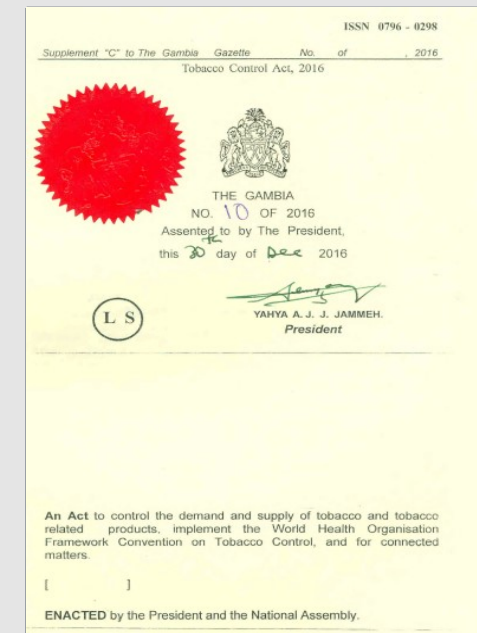 ISSN 0796 - 0298
Supplement "C" to The Gambia Gazette No. of , 2016
Tobacco Control Act, 2016
THE GAMBIA
NO. 10 OF 2016
Assented to by The President,
this 30th day of Dec 2016
L S
YAHYA A. J. J. JAMMEH.
President
An Act to control the demand and supply of tobacco and tobacco
related products, implement the World Health Organisation
Framework Convention on Tobacco Control, and for connected
matters.
[ ]
ENACTED by the President and the National Assembly.